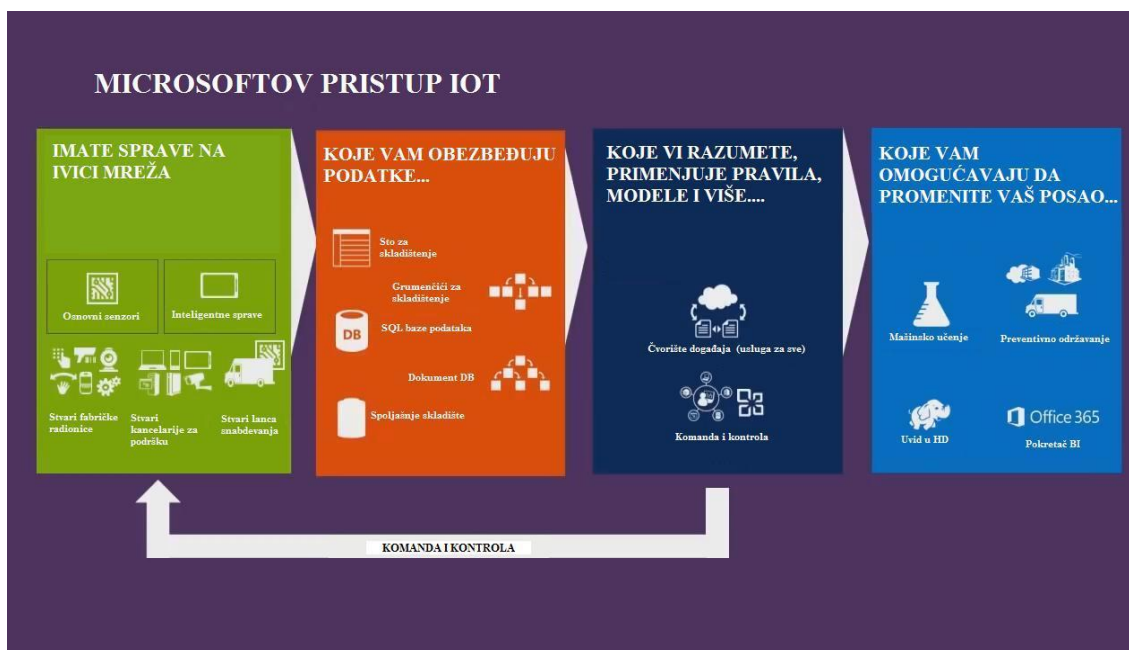 MICROSOFTOV PRISTUP IOT
IMATE SPRAVE NA
IVICI MREŽA
Osnovni senzori
Inteligentne sprave
Stvari fabričke
radionice
Stvari
kancelarije za
podršku
Stvari lanca
snabdevanja
KOJE VAM OBEZBEĐUJU
PODATKE...
Sto za
skladištenje
Grumenčići za
skladištenje
DB
SQL baze podataka
Dokument DB
Spoljašnje skladište
KOJE VI RAZUMETE,
PRIMENJUJE PRAVILA,
MODELE I VIŠE....
Čvorište događaja (usluga za sve)
Komanda i kontrola
KOJE VAM
OMOGUĆAVAJU DA
PROMENITE VAŠ POSAO...
Mašinsko učenje
Preventivno održavanje
Uvid u HD
Office 365
Pokretač BI
KOMANDA I KONTROLA